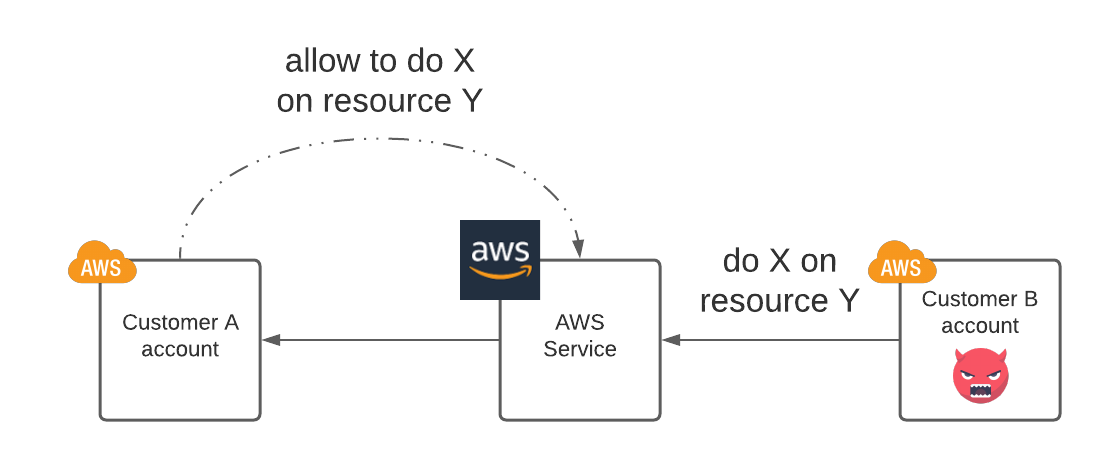 allow to do X
on resource Y
AWS
Customer A
account
aws
AWS
Service
do X on
resource Y
AWS
Customer B
account